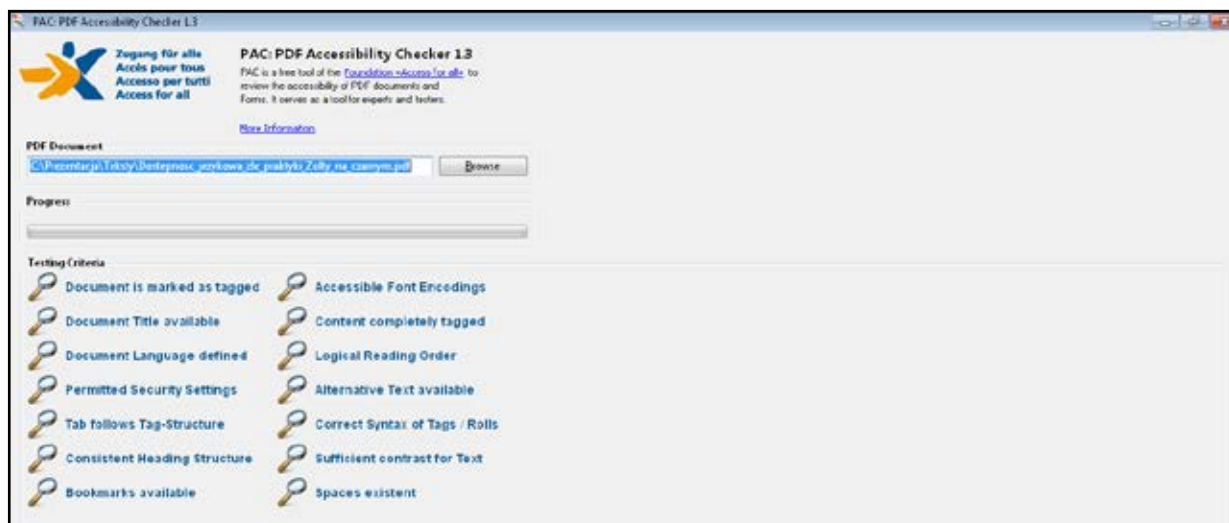 PAC: PDF Accessibility Checker 1.3
Zugang für alle
Accès pour tous
Accesso per tutti
Access for all
PAC: PDF Accessibility Checker 1.3
PAC is a free tool of the Foundation «Access for all» to
review the accessibility of PDF documents and
Forms. It serves as a tool for experts and testers.
More Information
PDF Document
C:\Prezentacja\Teksty\Dostepnosc_jezykowa_zle_praktyki_Zolty_na_czarnym.pdf
Browse
Progress
Testing Criteria
Document is marked as tagged
Document Title available
Document Language defined
Permitted Security Settings
Tab follows Tag-Structure
Consistent Heading Structure
Bookmarks available
Accessible Font Encodings
Content completely tagged
Logical Reading Order
Alternative Text available
Correct Syntax of Tags / Rolls
Sufficient contrast for Text
Spaces existent